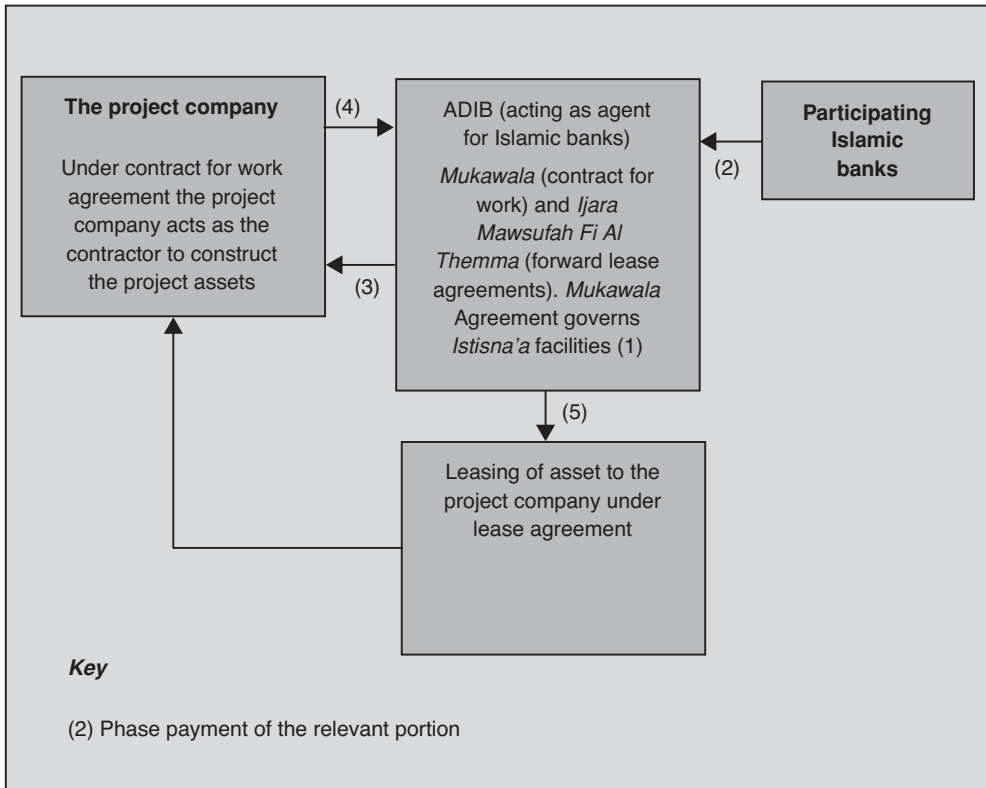 The project company
Under contract for work
agreement the project
company acts as the
contractor to construct
the project assets
(4)
(3)
ADIB (acting as agent
for Islamic banks)
Mukawala (contract for
work) and Ijara
Mawsufah Fi Al
Themma (forward lease
agreements). Mukawala
Agreement governs
Istisna’a facilities (1)
(2)
Participating
Islamic
banks
(5)
Leasing of asset to the
project company under
lease agreement
Key
(2) Phase payment of the relevant portion